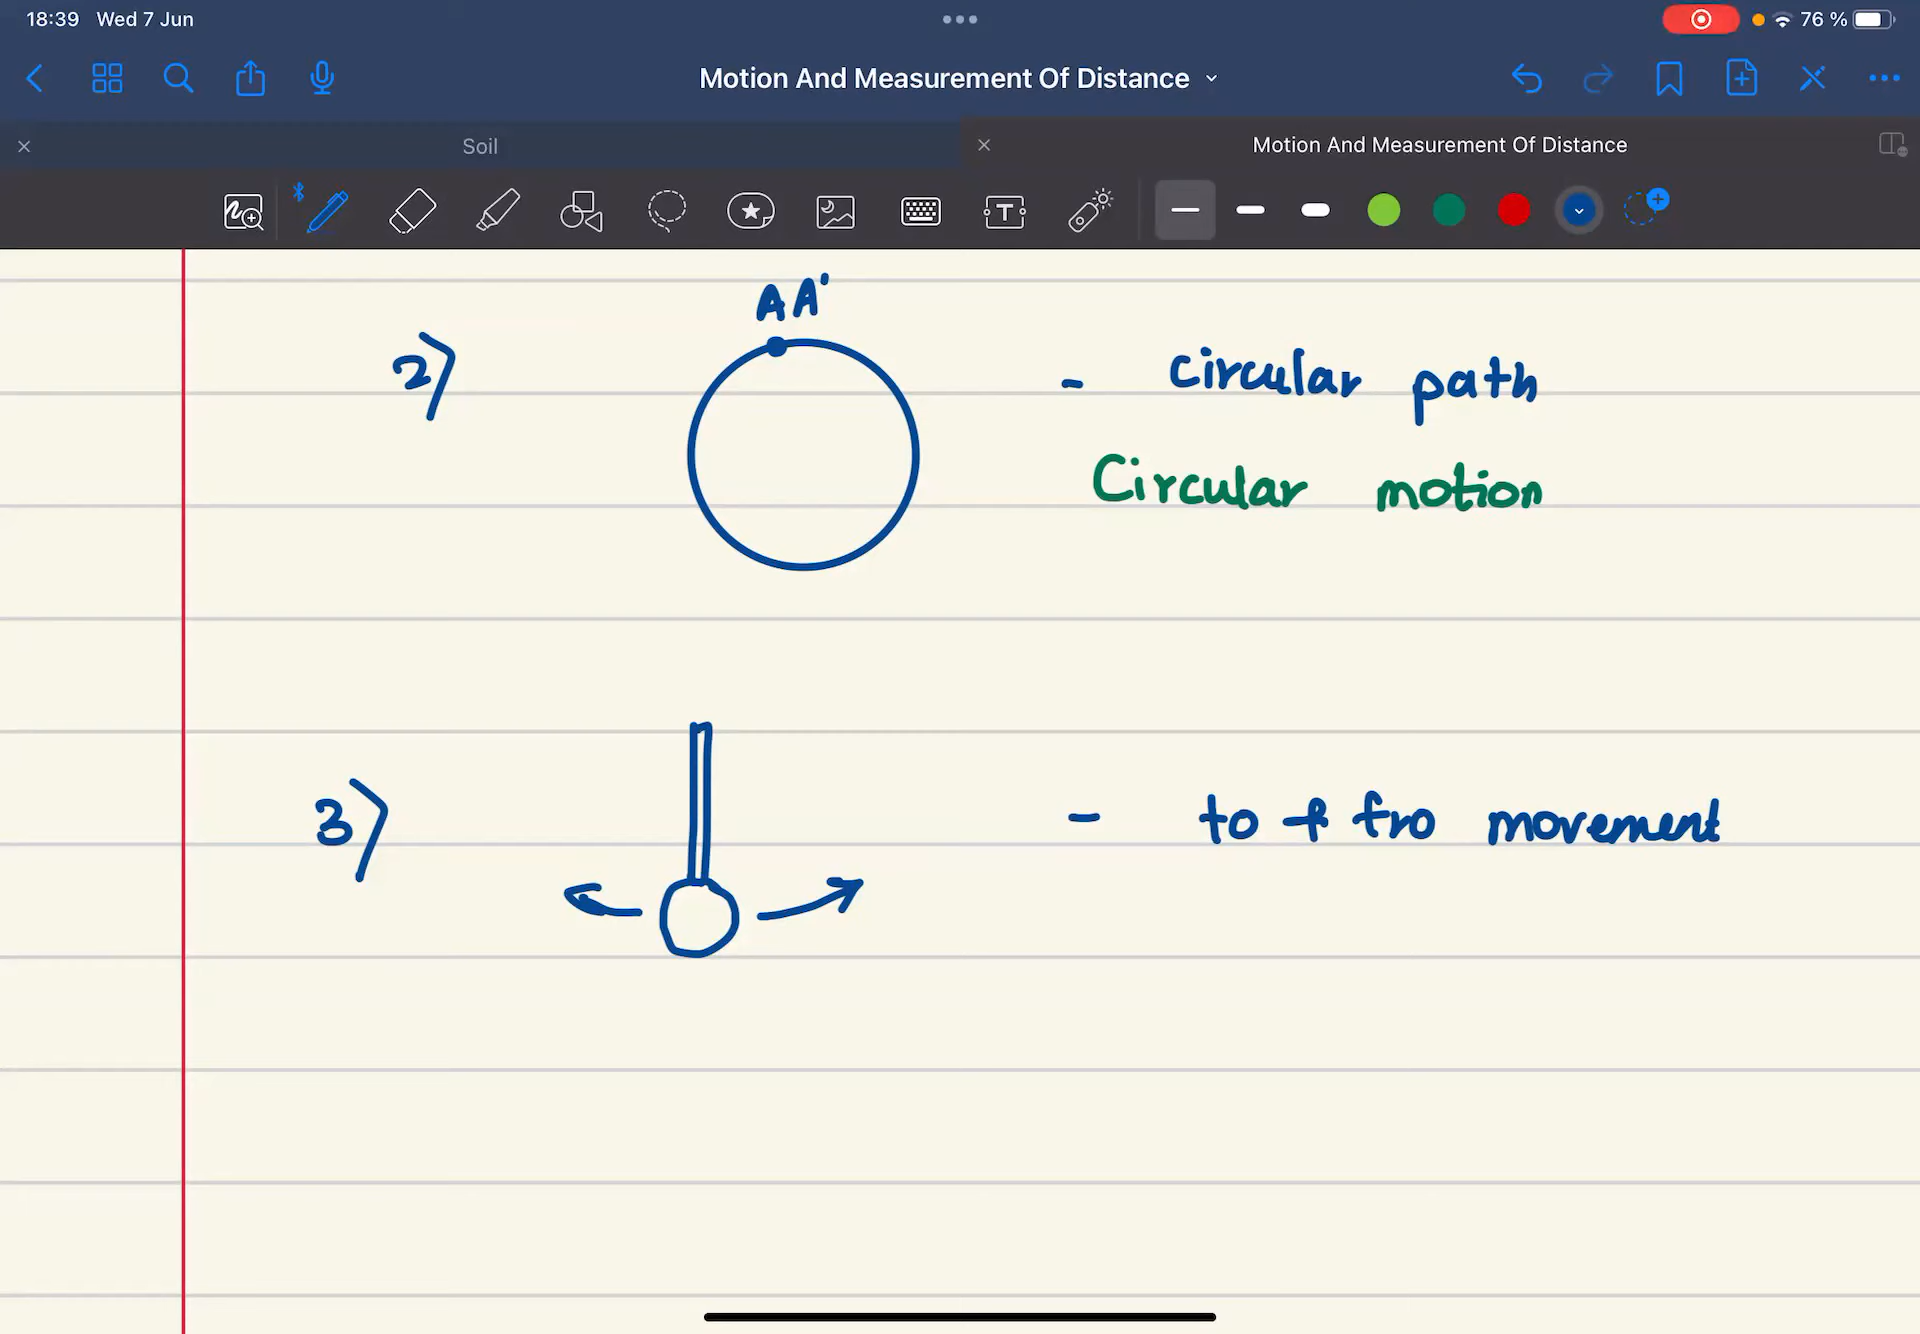 18:39 Wed 7 Jun
76 %
Motion And Measurement Of Distance
Soil
Motion And Measurement Of Distance
T
A A'
2)
- Circular path
Circular motion
3)
- to & fro movement